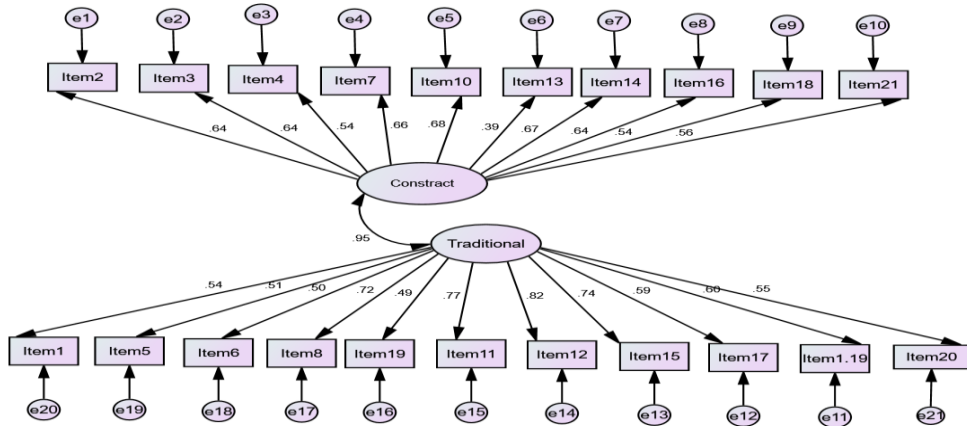 e1 e2 e3 e4 e5 e6 e7 e8 e9 e10
Item2 Item3 Item4 Item7 Item10 Item13 Item14 Item16 Item18 Item21
.64 .64 .54 .66 .68 .39 .67 .64 .54 .56
Constract
.95
Traditional
.54 .51 .50 .72 .49 .77 .82 .74 .59 .60 .55
Item1 Item5 Item6 Item8 Item19 Item11 Item12 Item15 Item17 Item1.19 Item20
e20 e19 e18 e17 e16 e15 e14 e13 e12 e11 e21